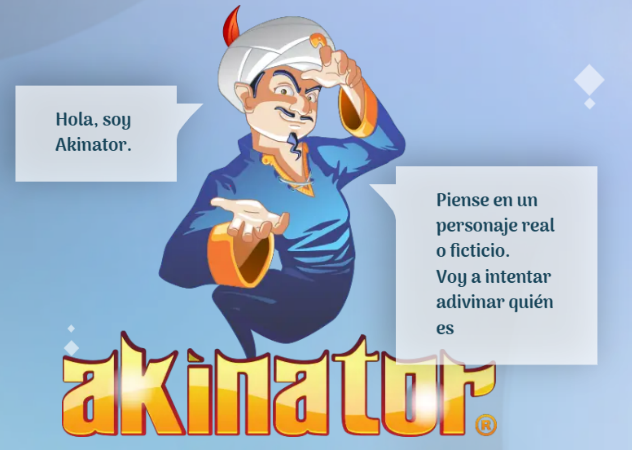 Hola, soy
Akinator.
Piense en un
personaje real
o ficticio.
Voy a intentar
adivinar quién
es
akinator®